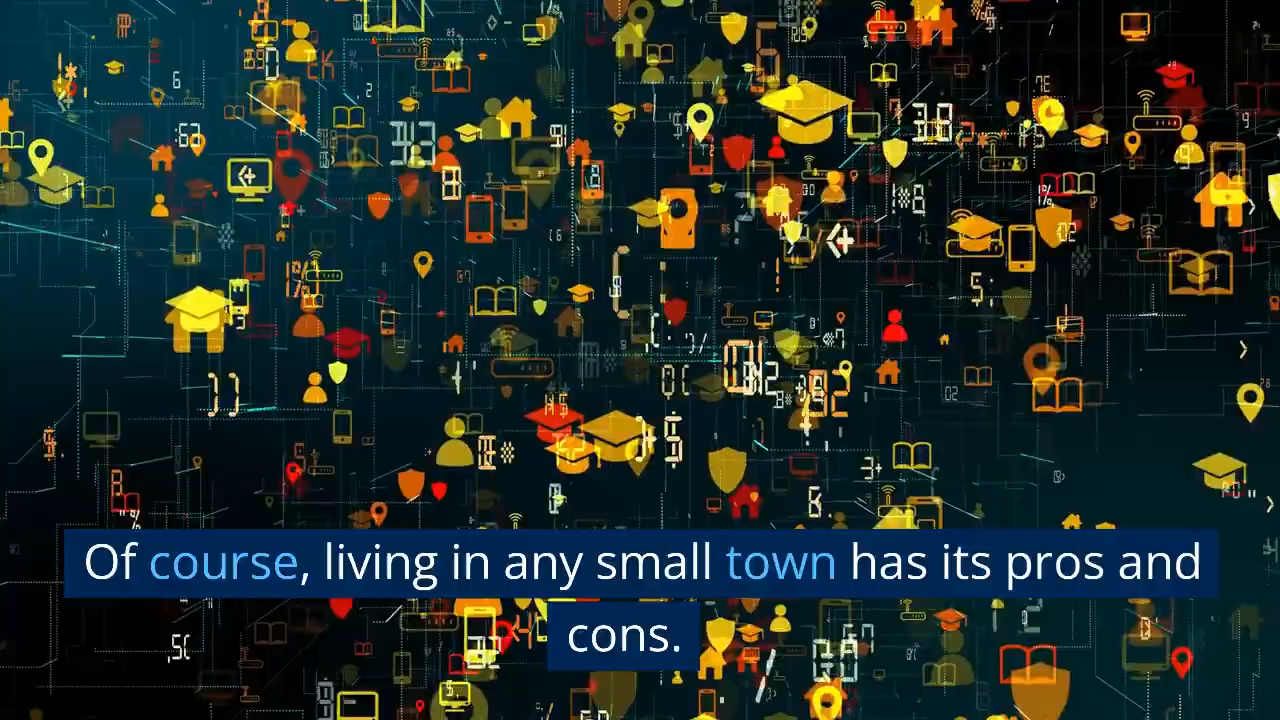 Of course, living in any small town has its pros and
cons.